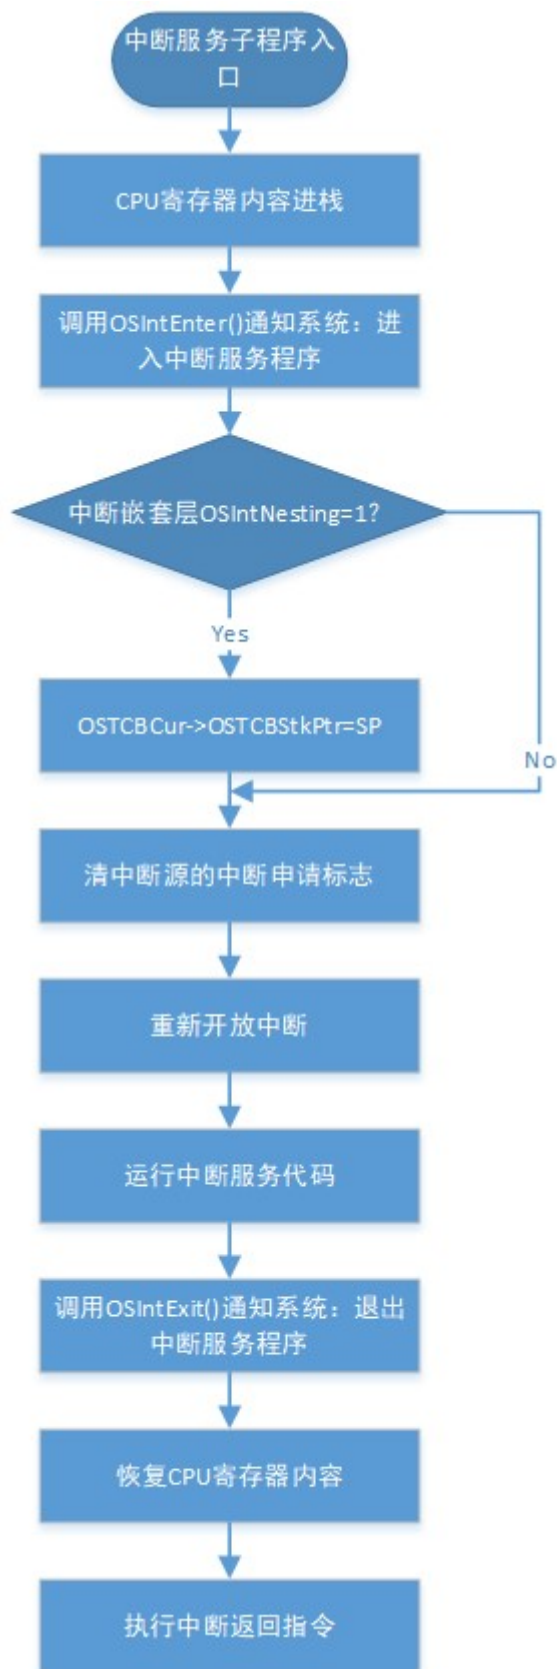 中断服务子程序入
口
CPU寄存器内容进栈
调用OSIntEnter()通知系统：进
入中断服务程序
中断嵌套层OSIntNesting=1?
Yes
OSTCBCur->OSTCBStkPtr=SP
No
清中断源的中断申请标志
重新开放中断
运行中断服务代码
调用OSIntExit()通知系统：退出
中断服务程序
恢复CPU寄存器内容
执行中断返回指令